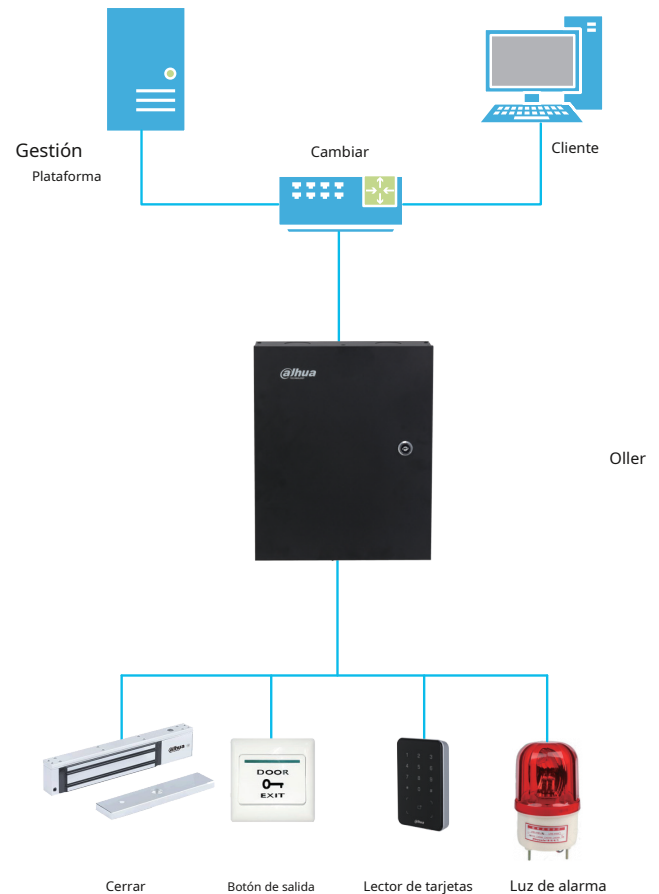 Gestión
Plataforma
Cambiar
Cliente
alhua
Oller
alhua
DOOR
EXIT
alhua
Cerrar
Botón de salida
Lector de tarjetas
Luz de alarma